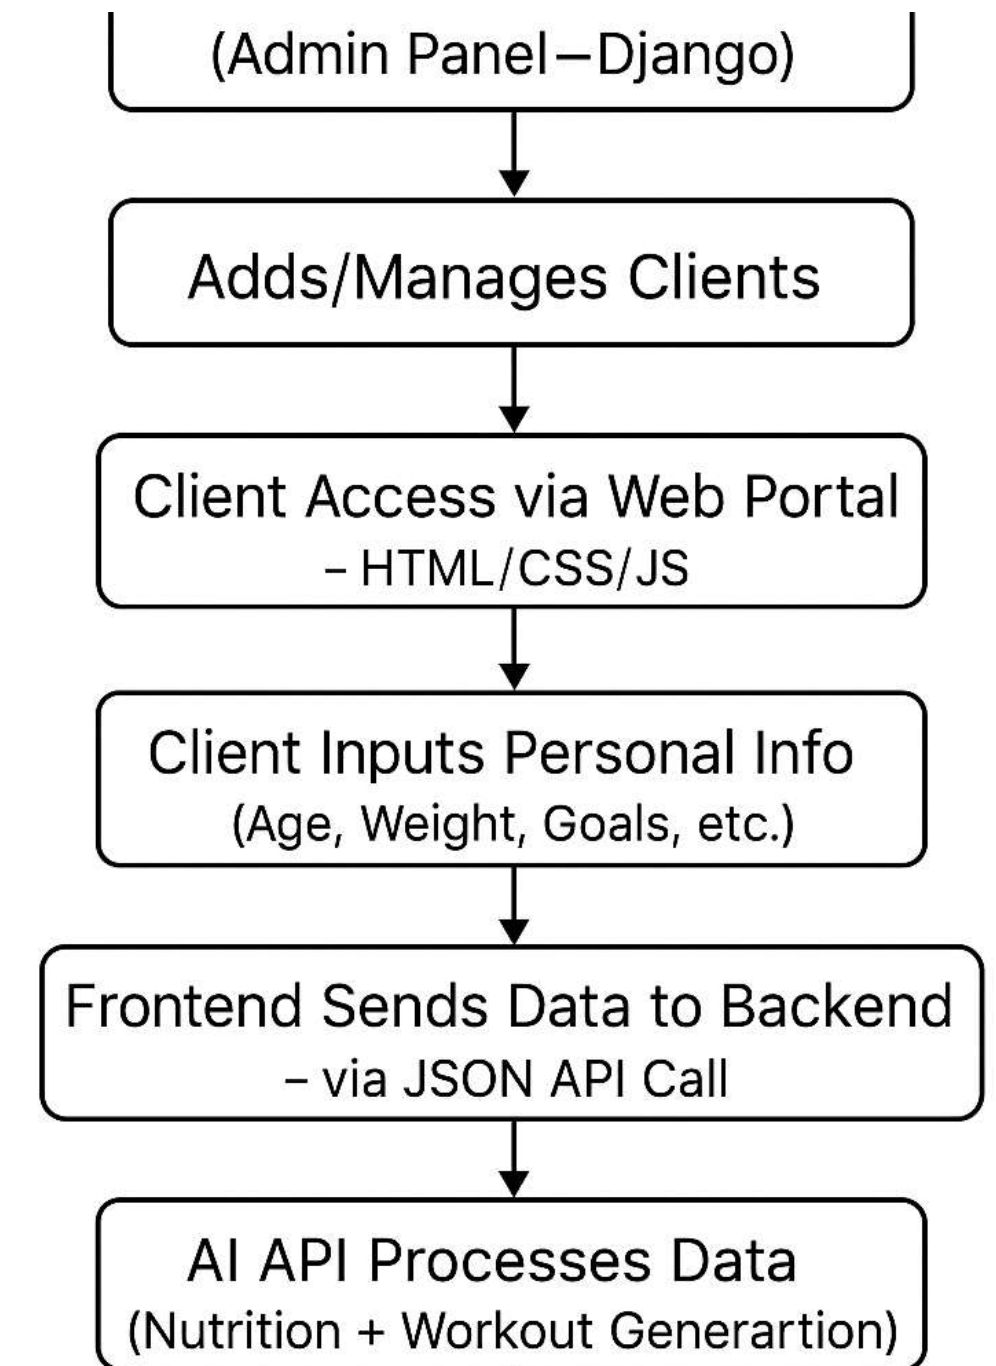 (Admin Panel – Django)
Adds/Manages Clients
Client Access via Web Portal
– HTML/CSS/JS
Client Inputs Personal Info
(Age, Weight, Goals, etc.)
Frontend Sends Data to Backend
– via JSON API Call
AI API Processes Data
(Nutrition + Workout Generartion)